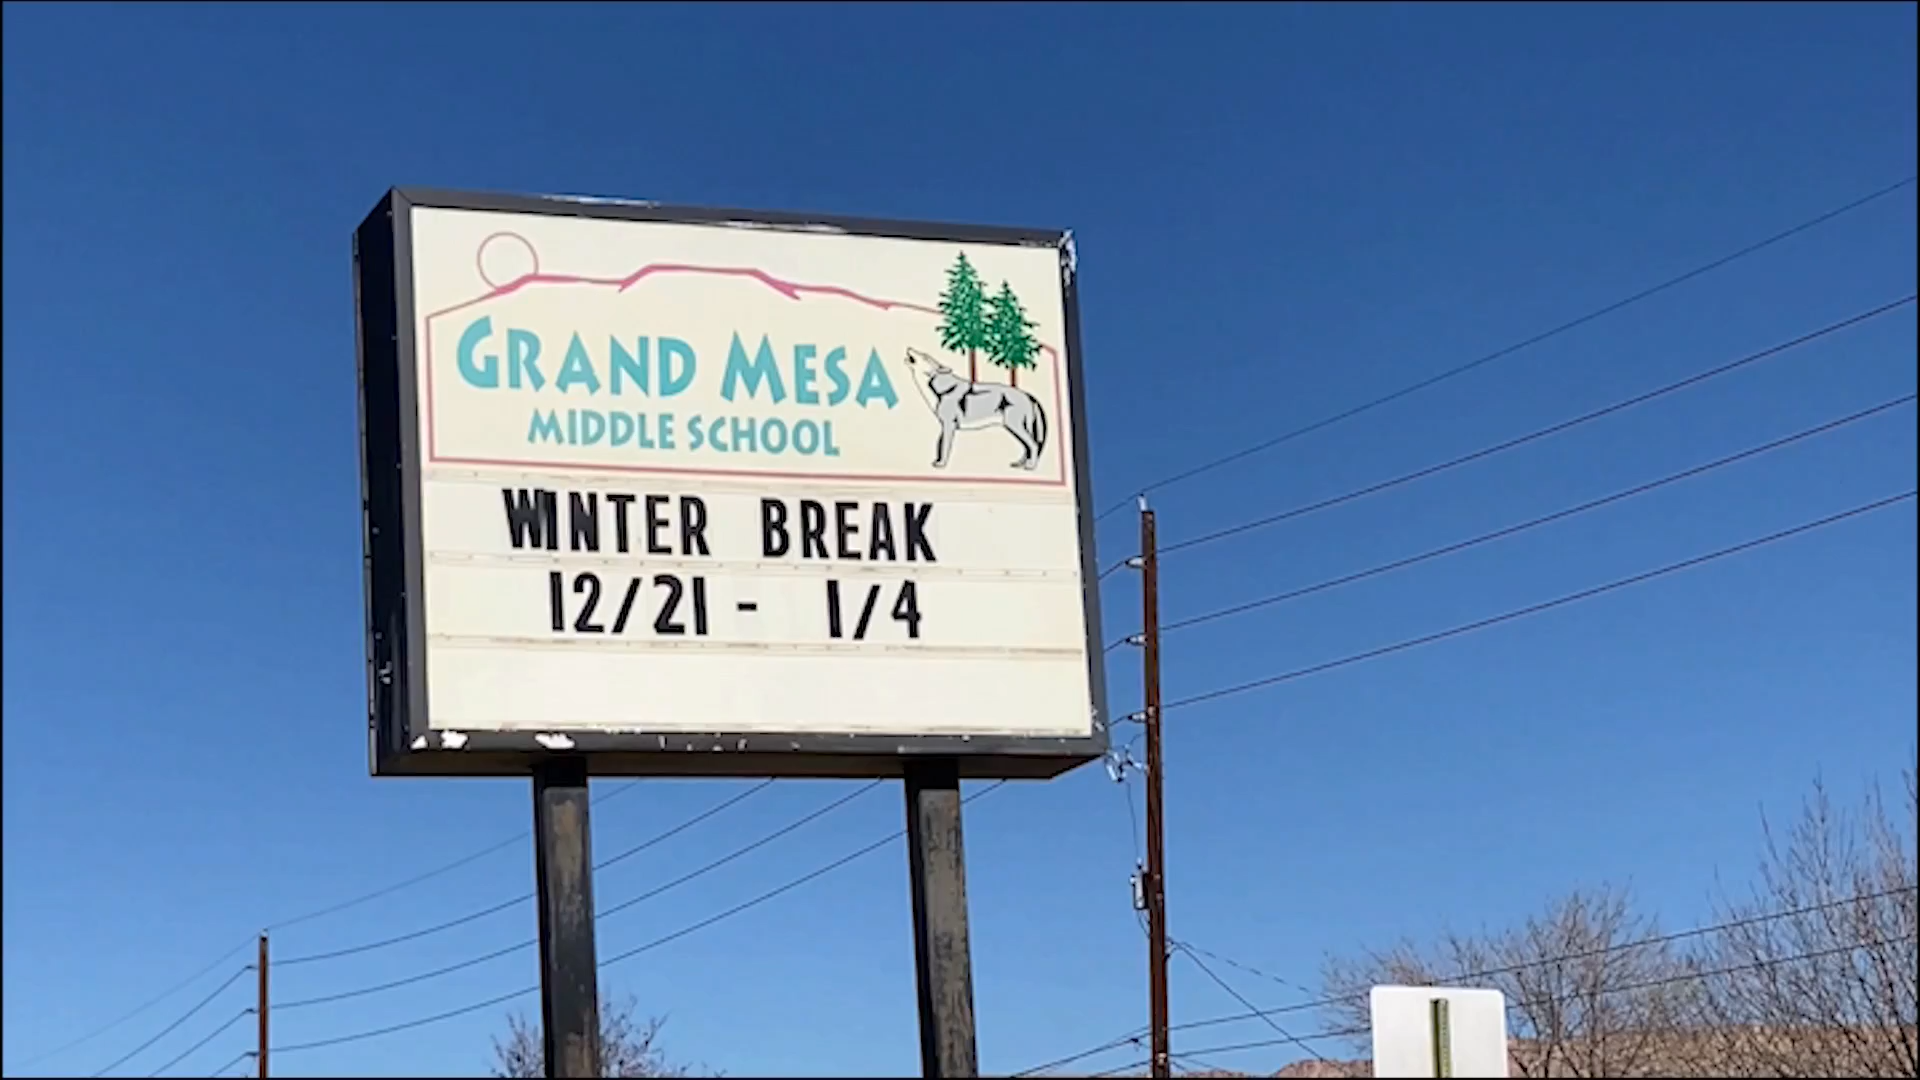 GRAND MESA
MIDDLE SCHOOL
WINTER BREAK
12/21 - 1/4